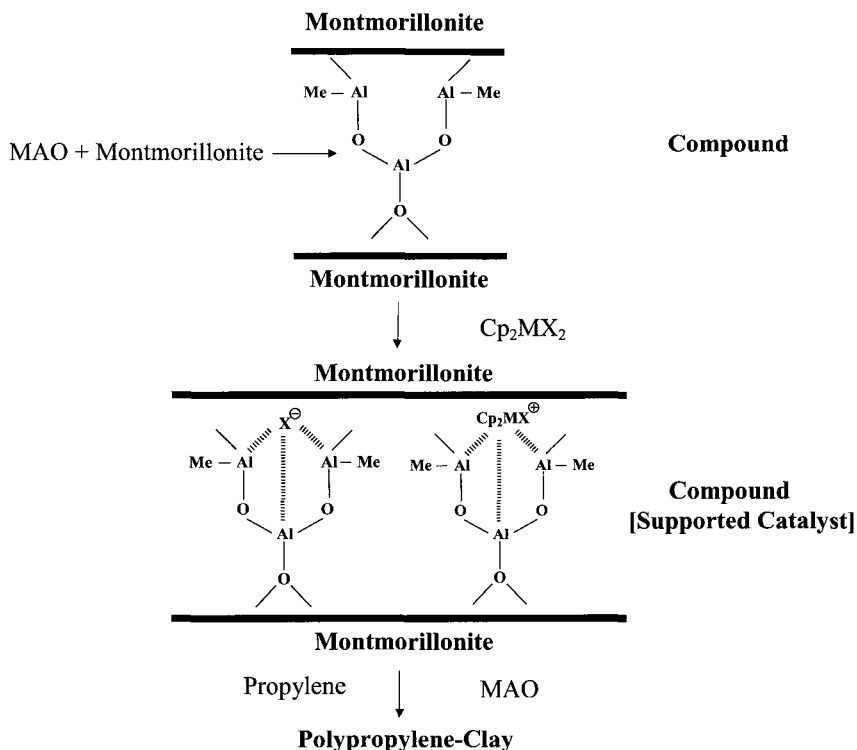 Montmorillonite
Me – Al Al – Me
O O
MAO + Montmorillonite
Compound
Al
O
Montmorillonite
Cp₂MX₂
Montmorillonite
X⊖ Cp₂MX⊕
Me – Al Al – Me Me – Al Al – Me
O O O O
Compound
[Supported Catalyst]
Al Al
O O
Montmorillonite
Propylene MAO
Polypropylene-Clay